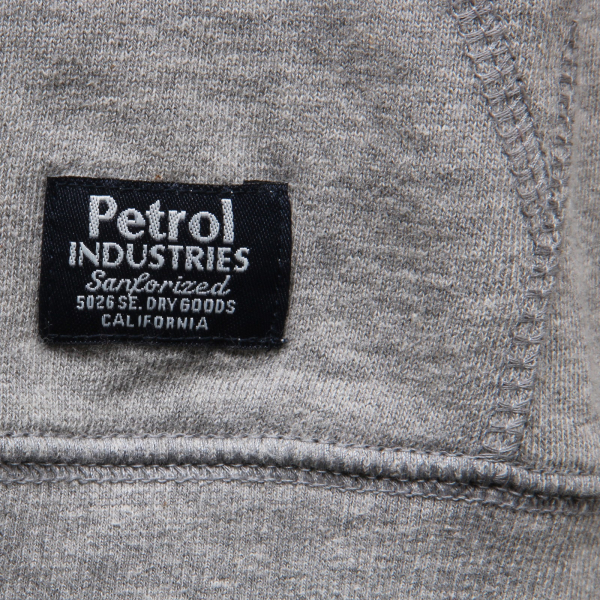 Petrol
INDUSTRIES
Sanforized
5026 SE. DRY GOODS
CALIFORNIA